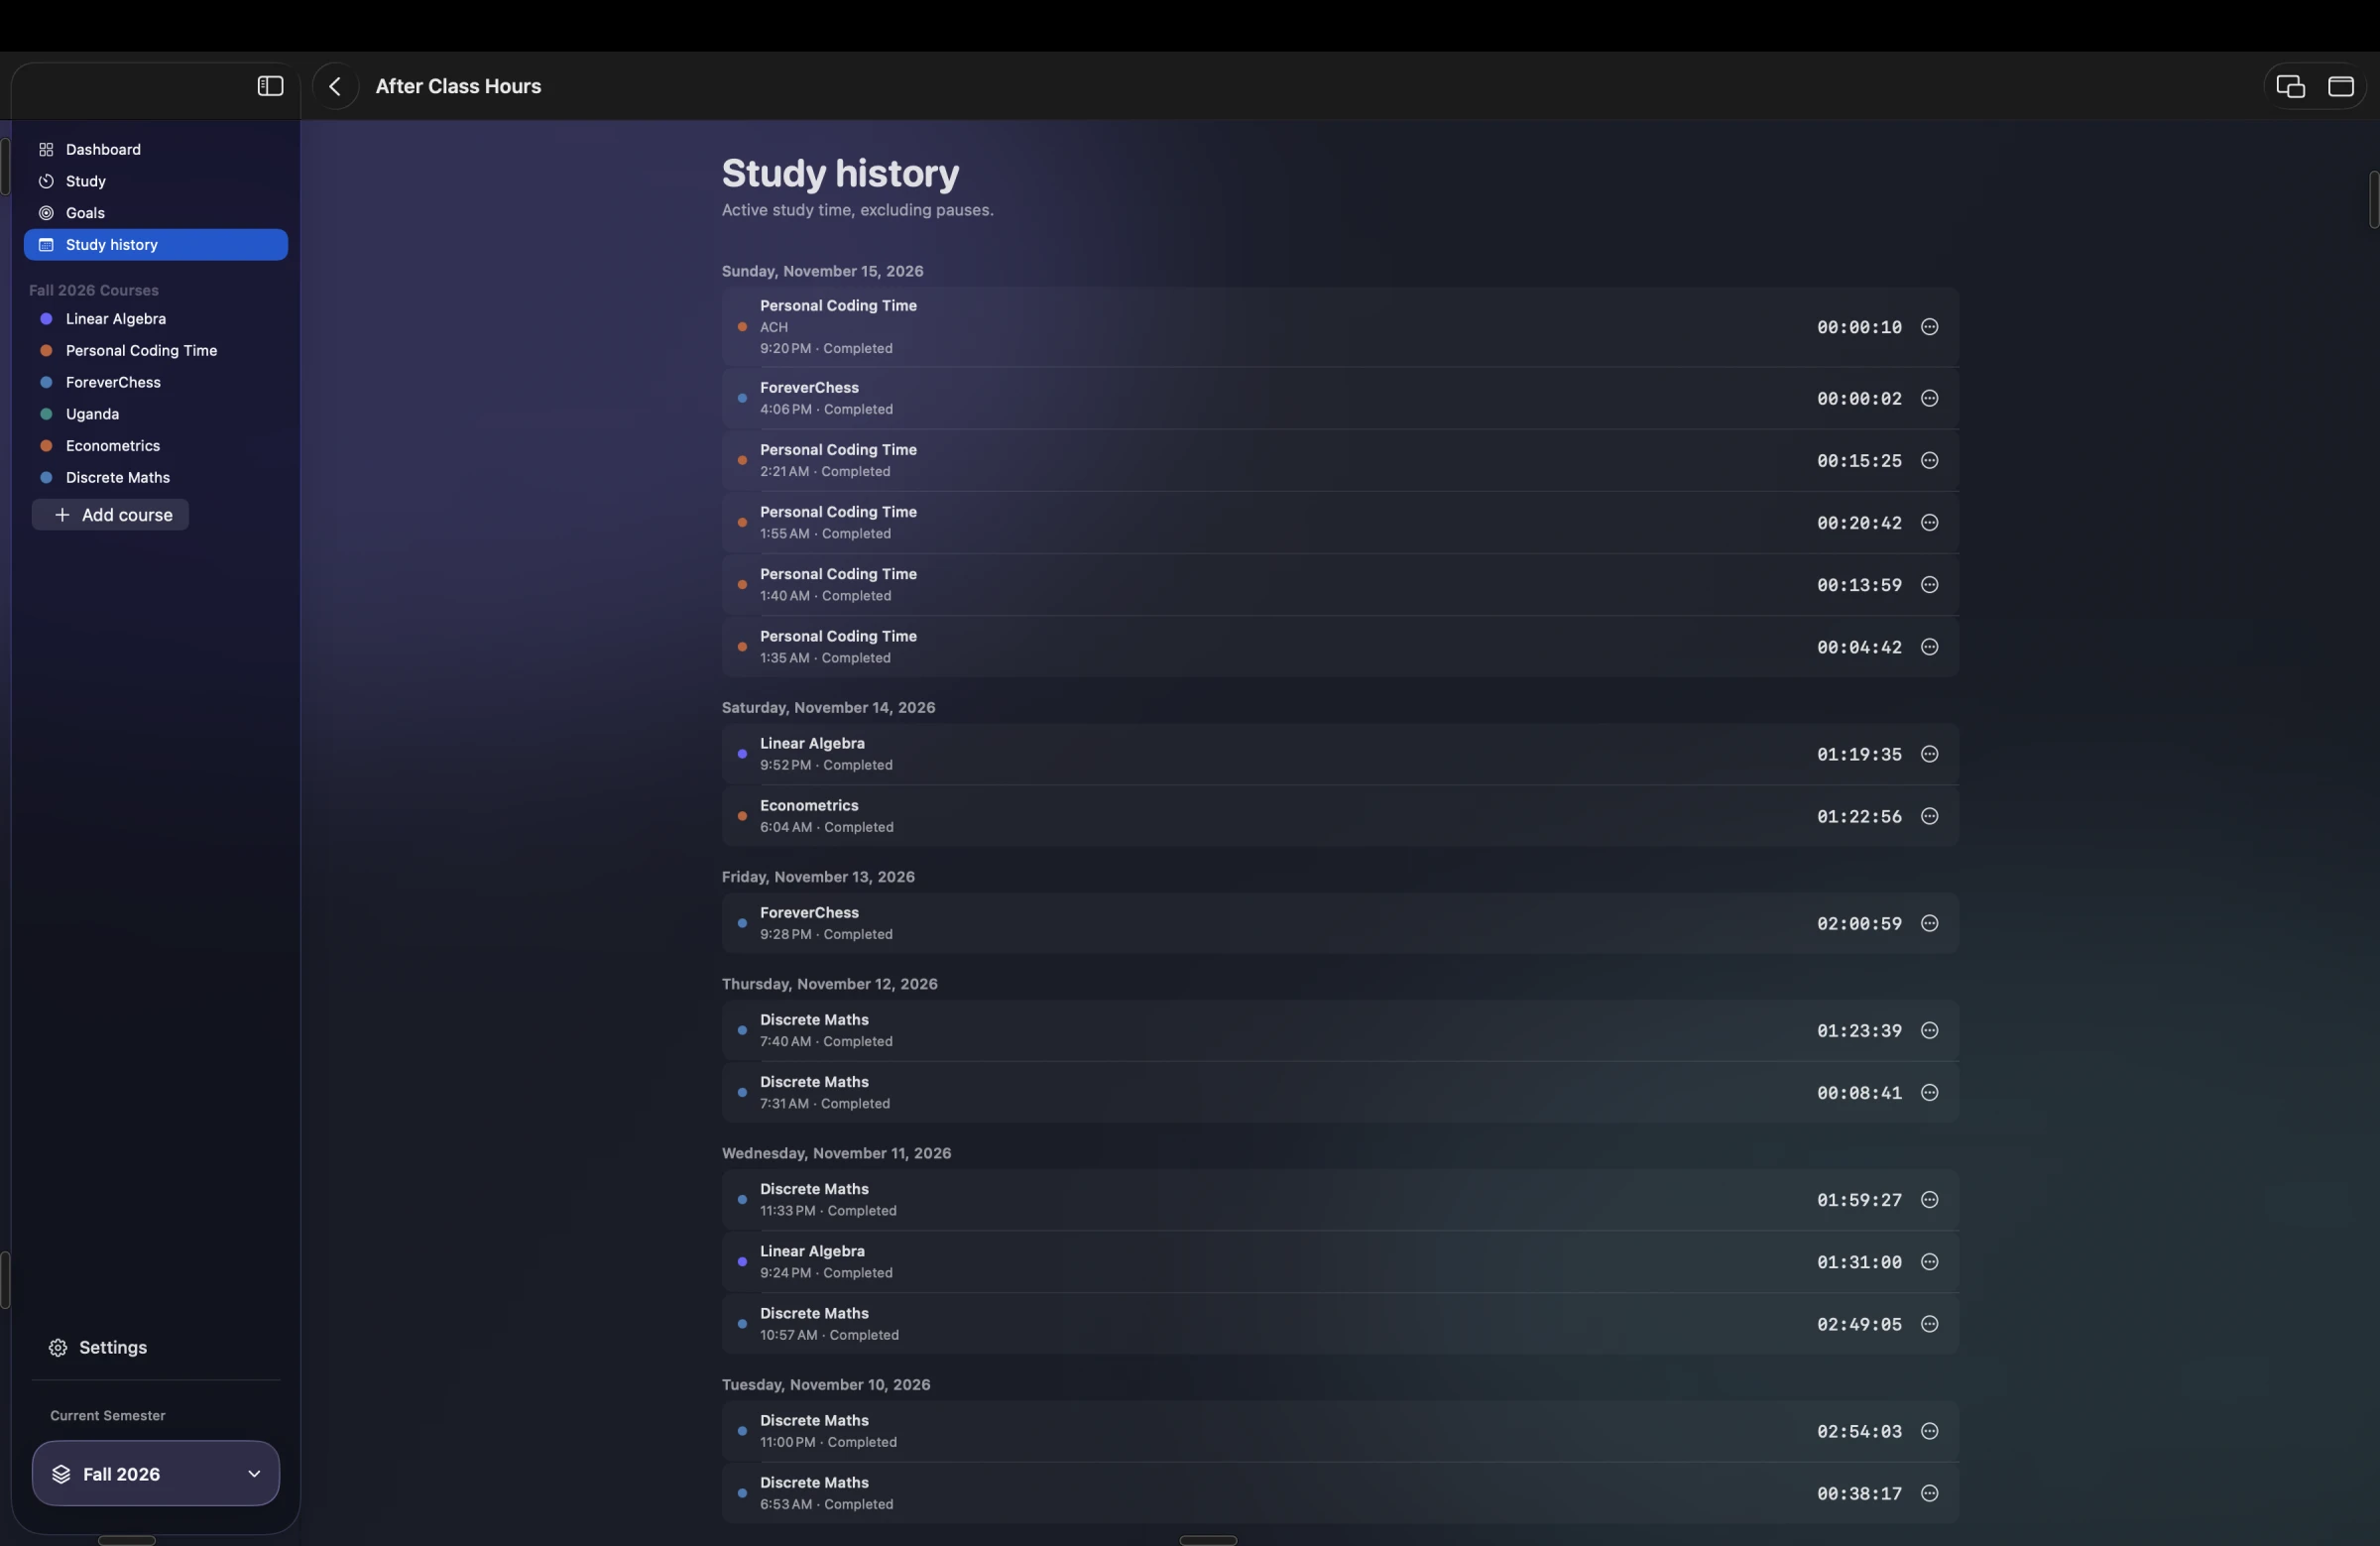 After Class Hours
Dashboard
Study
Goals
Study history
Fall 2026 Courses
Linear Algebra
Personal Coding Time
ForeverChess
Uganda
Econometrics
Discrete Maths
+ Add course
Settings
Current Semester
Fall 2026
Study history
Active study time, excluding pauses.
Sunday, November 15, 2026
Personal Coding Time
ACH
9:20 PM · Completed
00:00:10
ForeverChess
4:06 PM · Completed
00:00:02
Personal Coding Time
2:21 AM · Completed
00:15:25
Personal Coding Time
1:55 AM · Completed
00:20:42
Personal Coding Time
1:40 AM · Completed
00:13:59
Personal Coding Time
1:35 AM · Completed
00:04:42
Saturday, November 14, 2026
Linear Algebra
9:52 PM · Completed
01:19:35
Econometrics
6:04 AM · Completed
01:22:56
Friday, November 13, 2026
ForeverChess
9:28 PM · Completed
02:00:59
Thursday, November 12, 2026
Discrete Maths
7:40 AM · Completed
01:23:39
Discrete Maths
7:31 AM · Completed
00:08:41
Wednesday, November 11, 2026
Discrete Maths
11:33 PM · Completed
01:59:27
Linear Algebra
9:24 PM · Completed
01:31:00
Discrete Maths
10:57 AM · Completed
02:49:05
Tuesday, November 10, 2026
Discrete Maths
11:00 PM · Completed
02:54:03
Discrete Maths
6:53 AM · Completed
00:38:17